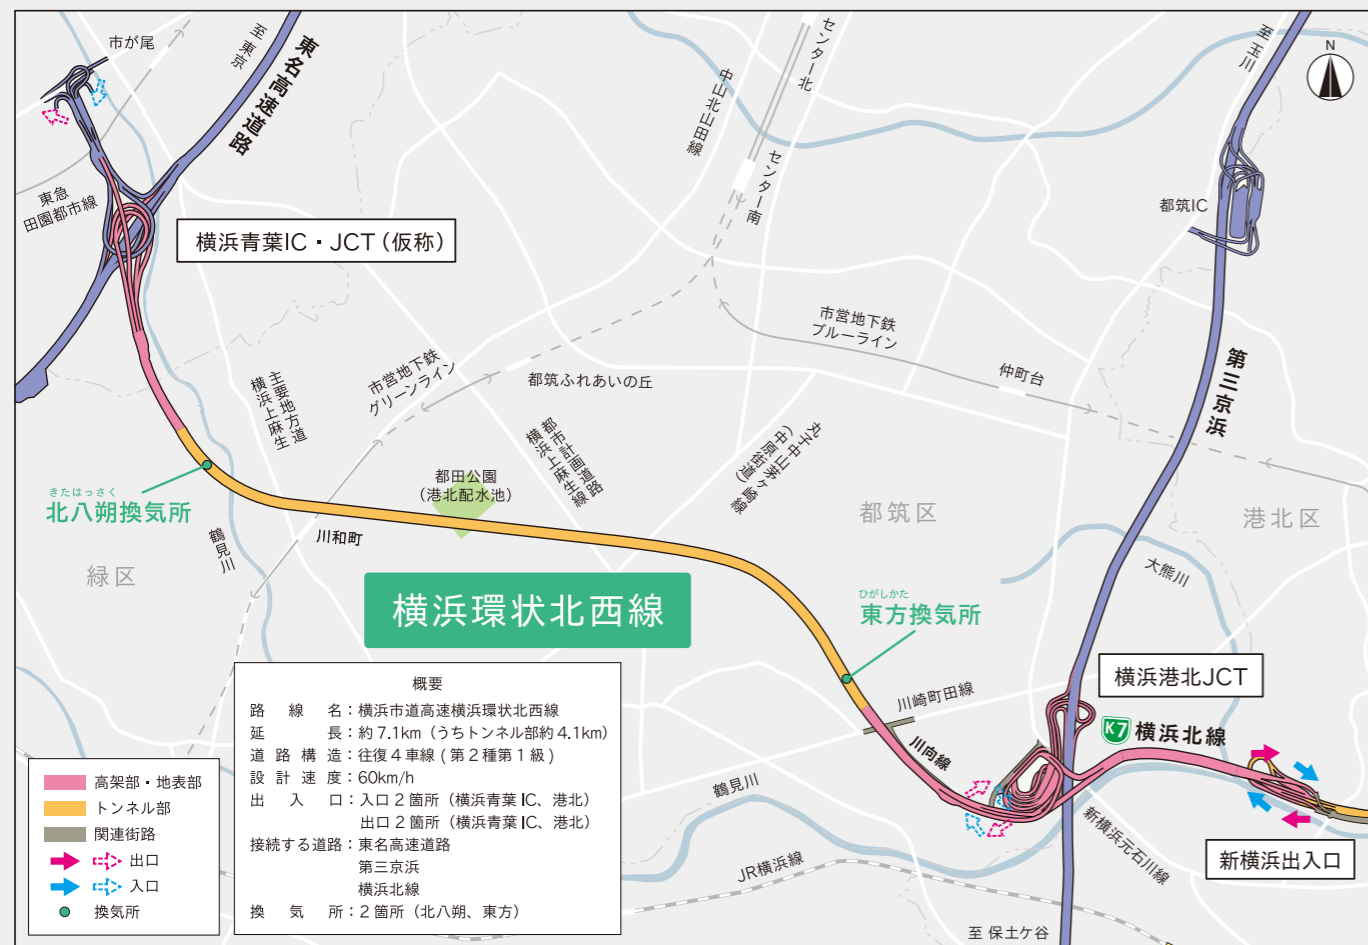 市が尾
至 東京
東名高速道路
東急
田園都市線
横浜青葉IC・JCT（仮称）
中山北山田線
センター北
センター南
至 玉川
N
都筑IC
市営地下鉄
ブルーライン
仲町台
第三京浜
主要地方道
横浜上麻生
市営地下鉄
グリーンライン
都筑ふれあいの丘
都市計画道路
横浜上麻生線
丸子中山茅ヶ崎線
（中原街道）
都田公園
（港北配水池）
きたはっさく
北八朔換気所
鶴見川
川和町
緑区
都筑区
港北区
大熊川
横浜環状北西線
ひがしかた
東方換気所
川崎町田線
川向線
横浜港北JCT
K7 横浜北線
鶴見川
新横浜元石川線
新横浜出入口
JR横浜線
至 保土ケ谷
概要
路線名：横浜市道高速横浜環状北西線
延長：約7.1km（うちトンネル部約4.1km）
道路構造：往復４車線 ( 第２種第１級 )
設計速度：60km/h
出入口：入口２箇所（横浜青葉IC、港北）
出口２箇所（横浜青葉IC、港北）
接続する道路：東名高速道路
第三京浜
横浜北線
換気所：２箇所（北八朔、東方）
高架部・地表部
トンネル部
関連街路
出口
入口
換気所